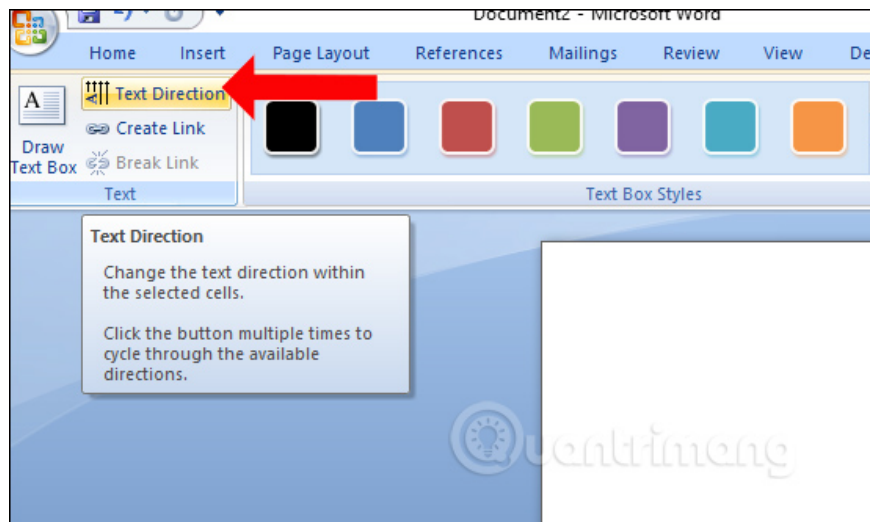 Document2 - Microsoft Word
Home Insert Page Layout References Mailings Review View De
A Text Direction
Create Link
Draw
Text Box Break Link
Text Text Box Styles
Text Direction
Change the text direction within
the selected cells.
Click the button multiple times to
cycle through the available
directions.
Quantrimang